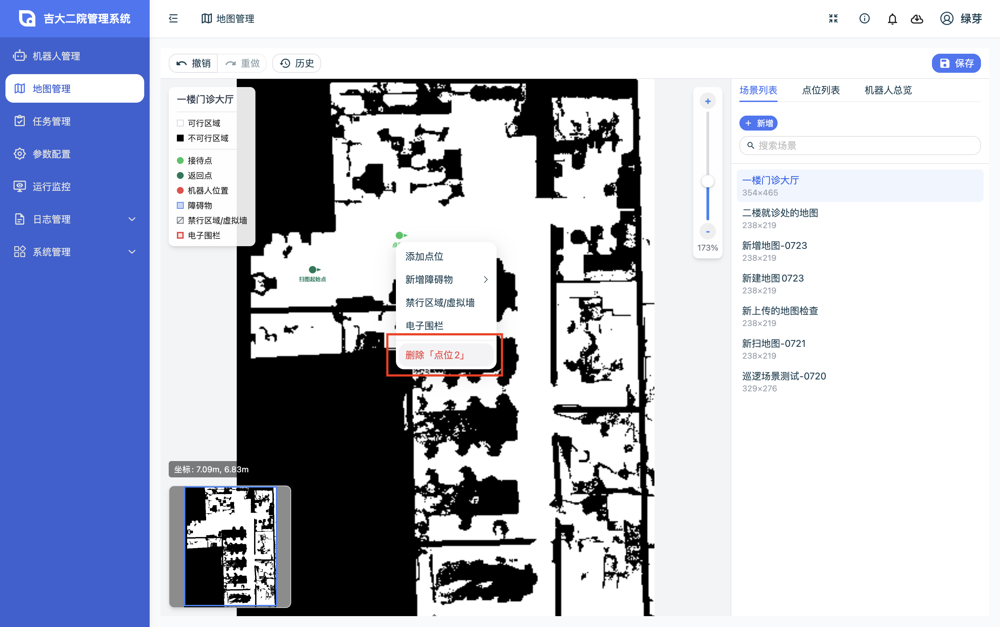 吉大二院管理系统
地图管理
绿芽
机器人管理
地图管理
任务管理
参数配置
运行监控
日志管理
系统管理
撤销
重做
历史
保存
一楼门诊大厅
可行区域
不可行区域
接待点
返回点
机器人位置
障碍物
禁行区域/虚拟墙
电子围栏
扫图起始点
添加点位
新增障碍物
禁行区域/虚拟墙
电子围栏
删除「点位2」
+
-
173%
坐标: 7.09m, 6.83m
场景列表
点位列表
机器人总览
+ 新增
搜索场景
一楼门诊大厅
354×465
二楼就诊处的地图
238×219
新增地图-0723
238×219
新建地图0723
238×219
新上传的地图检查
238×219
新扫地图-0721
238×219
巡逻场景测试-0720
329×276